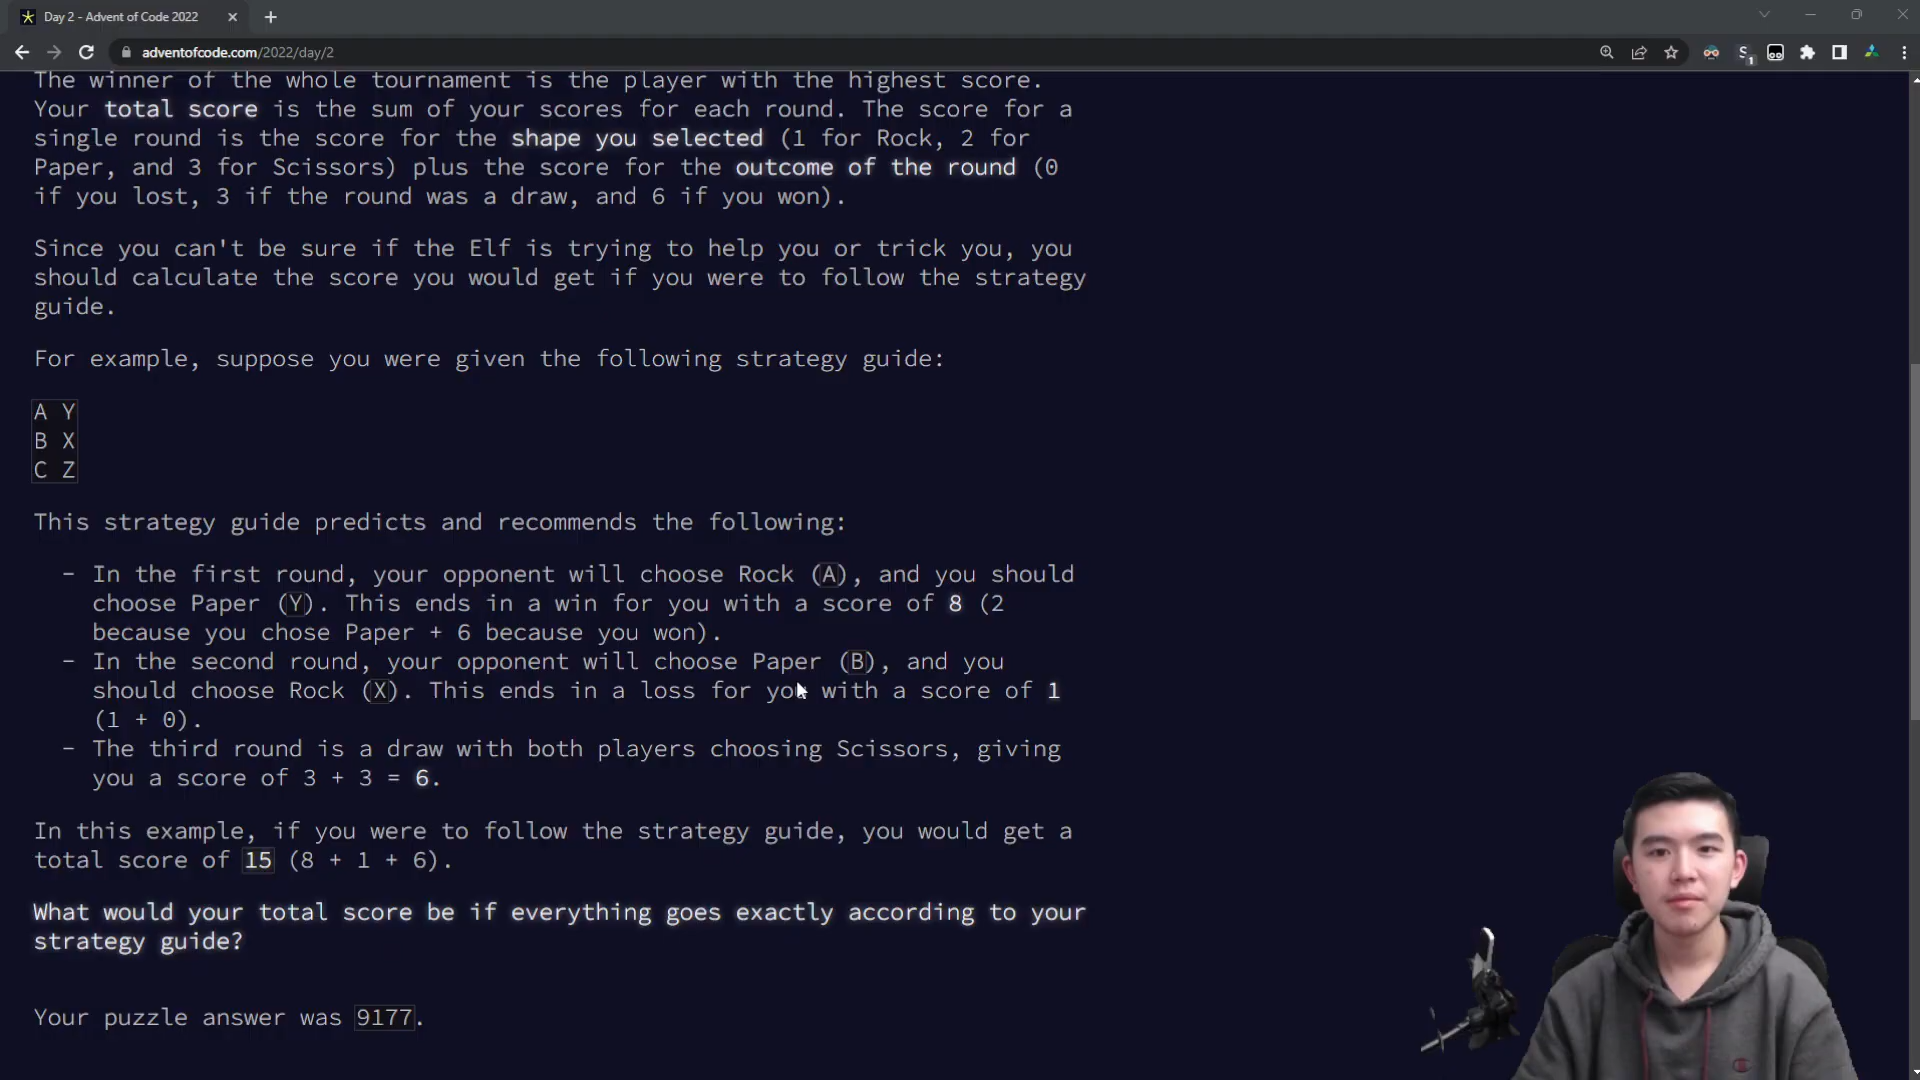 Day 2 - Advent of Code 2022
adventofcode.com/2022/day/2
The winner of the whole tournament is the player with the highest score.
Your total score is the sum of your scores for each round. The score for a
single round is the score for the shape you selected (1 for Rock, 2 for
Paper, and 3 for Scissors) plus the score for the outcome of the round (0
if you lost, 3 if the round was a draw, and 6 if you won).
Since you can't be sure if the Elf is trying to help you or trick you, you
should calculate the score you would get if you were to follow the strategy
guide.
For example, suppose you were given the following strategy guide:
A Y
B X
C Z
This strategy guide predicts and recommends the following:
- In the first round, your opponent will choose Rock (A), and you should
choose Paper (Y). This ends in a win for you with a score of 8 (2
because you chose Paper + 6 because you won).
- In the second round, your opponent will choose Paper (B), and you
should choose Rock (X). This ends in a loss for you with a score of 1
(1 + 0).
- The third round is a draw with both players choosing Scissors, giving
you a score of 3 + 3 = 6.
In this example, if you were to follow the strategy guide, you would get a
total score of 15 (8 + 1 + 6).
What would your total score be if everything goes exactly according to your
strategy guide?
Your puzzle answer was 9177.